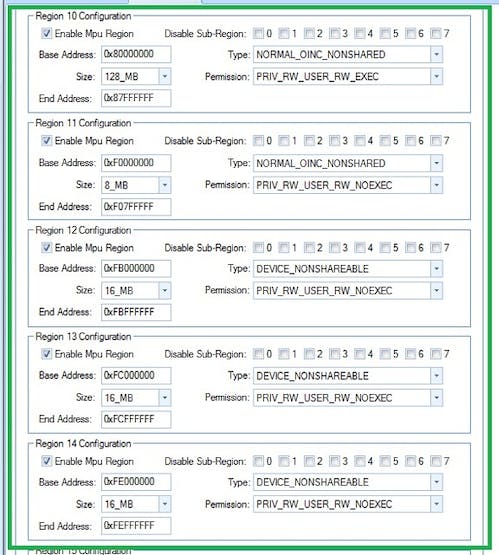 Region 10 Configuration
Enable Mpu Region Disable Sub-Region: 0 1 2 3 4 5 6 7
Base Address: 0x80000000 Type: NORMAL_OINC_NONSHARED
Size: 128_MB Permission: PRIV_RW_USER_RW_EXEC
End Address: 0x87FFFFFF
Region 11 Configuration
Enable Mpu Region Disable Sub-Region: 0 1 2 3 4 5 6 7
Base Address: 0xF0000000 Type: NORMAL_OINC_NONSHARED
Size: 8_MB Permission: PRIV_RW_USER_RW_NOEXEC
End Address: 0xF07FFFFF
Region 12 Configuration
Enable Mpu Region Disable Sub-Region: 0 1 2 3 4 5 6 7
Base Address: 0xFB000000 Type: DEVICE_NONSHAREABLE
Size: 16_MB Permission: PRIV_RW_USER_RW_NOEXEC
End Address: 0xFBFFFFFF
Region 13 Configuration
Enable Mpu Region Disable Sub-Region: 0 1 2 3 4 5 6 7
Base Address: 0xFC000000 Type: DEVICE_NONSHAREABLE
Size: 16_MB Permission: PRIV_RW_USER_RW_NOEXEC
End Address: 0xFCFFFFFF
Region 14 Configuration
Enable Mpu Region Disable Sub-Region: 0 1 2 3 4 5 6 7
Base Address: 0xFE000000 Type: DEVICE_NONSHAREABLE
Size: 16_MB Permission: PRIV_RW_USER_RW_NOEXEC
End Address: 0xFEFFFFFF